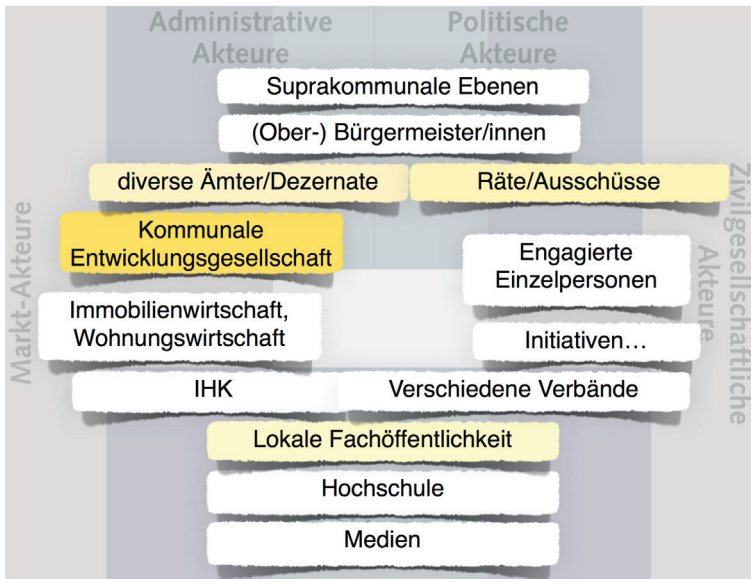 Administrative
Akteure
Politische
Akteure
Suprakommunale Ebenen
(Ober-) Bürgermeister/innen
diverse Ämter/Dezernate
Räte/Ausschüsse
Kommunale
Entwicklungsgesellschaft
Engagierte
Einzelpersonen
Immobilienwirtschaft,
Wohnungswirtschaft
Initiativen…
IHK
Verschiedene Verbände
Lokale Fachöffentlichkeit
Hochschule
Medien
Markt-Akteure
Zivilgesellschaftliche
Akteure